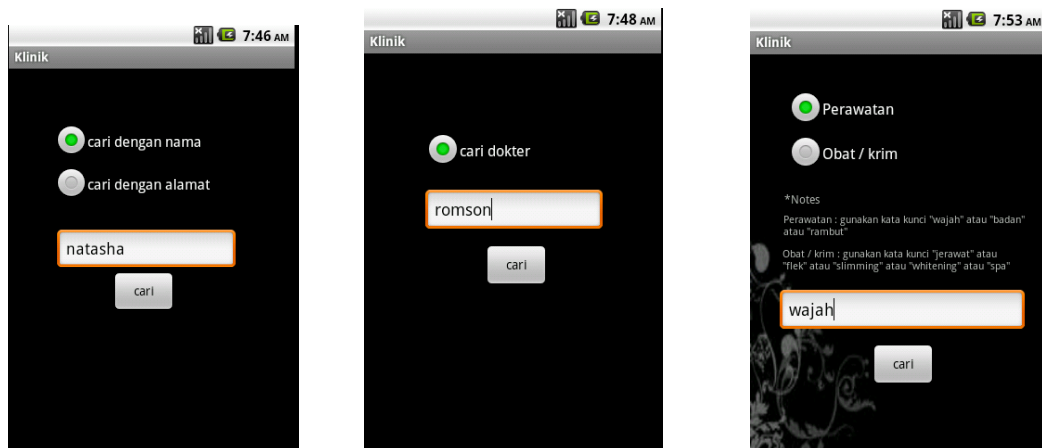 7:46 AM
Klinik
cari dengan nama
cari dengan alamat
natasha
cari
7:48 AM
Klinik
cari dokter
romson
cari
7:53 AM
Klinik
Perawatan
Obat / krim
*Notes
Perawatan : gunakan kata kunci "wajah" atau "badan"
atau "rambut"
Obat / krim : gunakan kata kunci "jerawat" atau
"flek" atau "slimming" atau "whitening" atau "spa"
wajah
cari